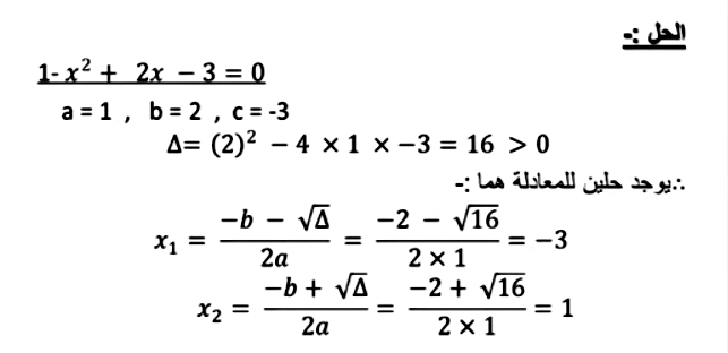 الحل :-
1- x² + 2x − 3 = 0
a = 1 , b = 2 , c = -3
Δ= (2)² − 4 × 1 × −3 = 16 > 0
∴يوجد حلين للمعادلة هما :-
x₁ = (−b − √Δ)/(2a) = (−2 − √16)/(2 × 1) = −3
x₂ = (−b + √Δ)/(2a) = (−2 + √16)/(2 × 1) = 1